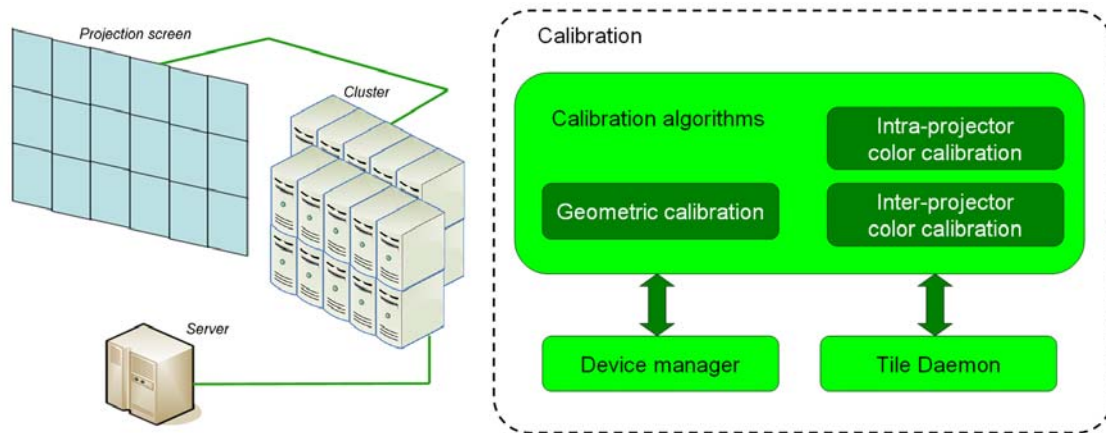 Projection screen
Cluster
Server
Calibration
Calibration algorithms
Intra-projector
color calibration
Geometric calibration
Inter-projector
color calibration
Device manager
Tile Daemon